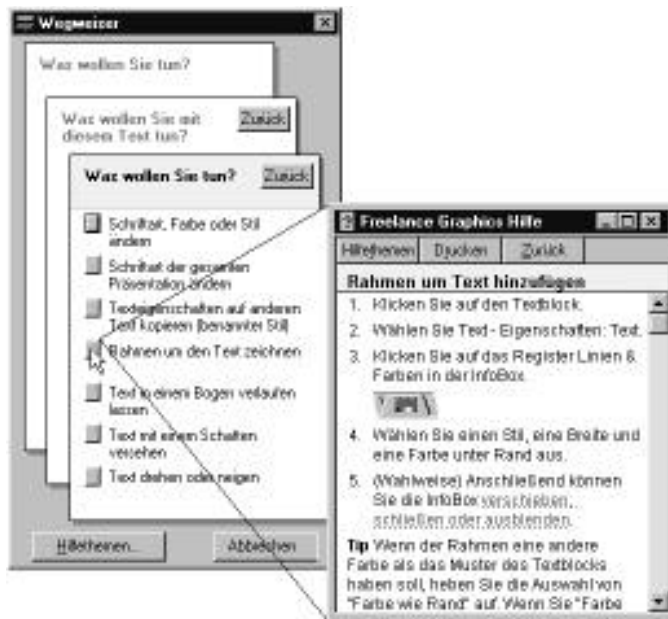 Wegweiser
Was wollen Sie tun?
Was wollen Sie mit
diesem Text tun?
Zurück
Was wollen Sie tun?
Zurück
Schriftart, Farbe oder Stil
ändern
Schriftart der gesamten
Präsentation ändern
Texteigenschaften auf anderen
Text kopieren (benannter Stil)
Rahmen um den Text zeichnen
Text in einem Bogen verlaufen
lassen
Text mit einem Schatten
versehen
Text drehen oder neigen
Hilfethemen...
Abbrechen
Freelance Graphics Hilfe
Hilfethemen
Drucken
Zurück
Rahmen um Text hinzufügen
1. Klicken Sie auf den Textblock.
2. Wählen Sie Text - Eigenschaften: Text.
3. Klicken Sie auf das Register Linien &
Farben in der InfoBox.
4. Wählen Sie einen Stil, eine Breite und
eine Farbe unter Rand aus.
5. (Wahlweise) Anschließend können
Sie die InfoBox verschieben,
schließen oder ausblenden.
Tip Wenn der Rahmen eine andere
Farbe als das Muster des Textblocks
haben soll, heben Sie die Auswahl von
"Farbe wie Rand" auf. Wenn Sie "Farbe